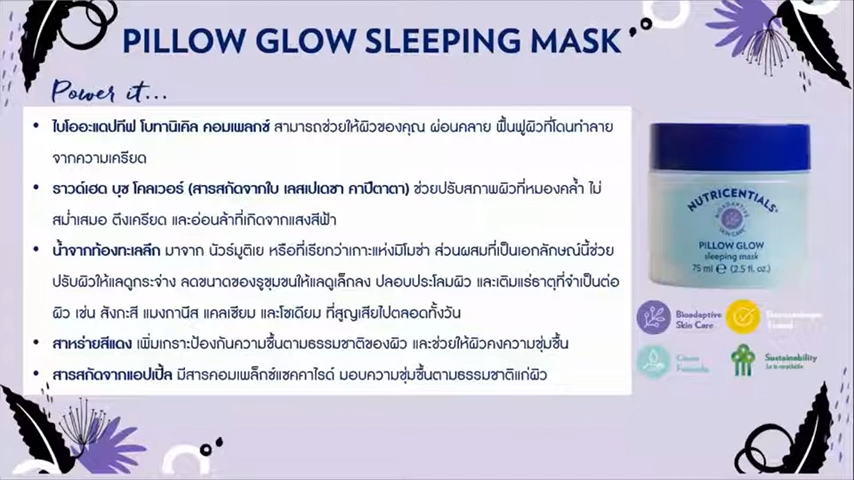 PILLOW GLOW SLEEPING MASK
Power it...
• ไบโออะแดปทีฟ โบทานิเคิล คอมเพลกซ์ สามารถช่วยให้ผิวของคุณ ผ่อนคลาย ฟื้นฟูผิวที่โดนทำลาย
จากความเครียด
• ราวด์เฮด บุช โคลเวอร์ (สารสกัดจากใบ เลสเปเดซา คาปิตาตา) ช่วยปรับสภาพผิวที่หมองคล้ำ ไม่
สม่ำเสมอ ตึงเครียด และอ่อนล้าที่เกิดจากแสงสีฟ้า
• น้ำจากท้องทะเลลึก มาจาก นัวร์มูติเย หรือที่เรียกว่าเกาะแห่งมิโมซ่า ส่วนผสมที่เป็นเอกลักษณ์นี้ช่วย
ปรับผิวให้แลดูกระจ่าง ลดขนาดของรูขุมขนให้แลดูเล็กลง ปลอบประโลมผิว และเติมแร่ธาตุที่จำเป็นต่อ
ผิว เช่น สังกะสี แมงกานีส แคลเซียม และโซเดียม ที่สูญเสียไปตลอดทั้งวัน
• สาหร่ายสีแดง เพิ่มเกราะป้องกันความชื้นตามธรรมชาติของผิว และช่วยให้ผิวคงความชุ่มชื้น
• สารสกัดจากแอปเปิ้ล มีสารคอมเพล็กซ์แซคคาไรด์ มอบความชุ่มชื้นตามธรรมชาติแก่ผิว
NUTRICENTIALS
BIOADAPTIVE
SKIN CARE
PILLOW GLOW
sleeping mask
75 ml ℮ (2.5 fl. oz.)
Bioadaptive
Skin Care
Clean
Formula
Sustainability